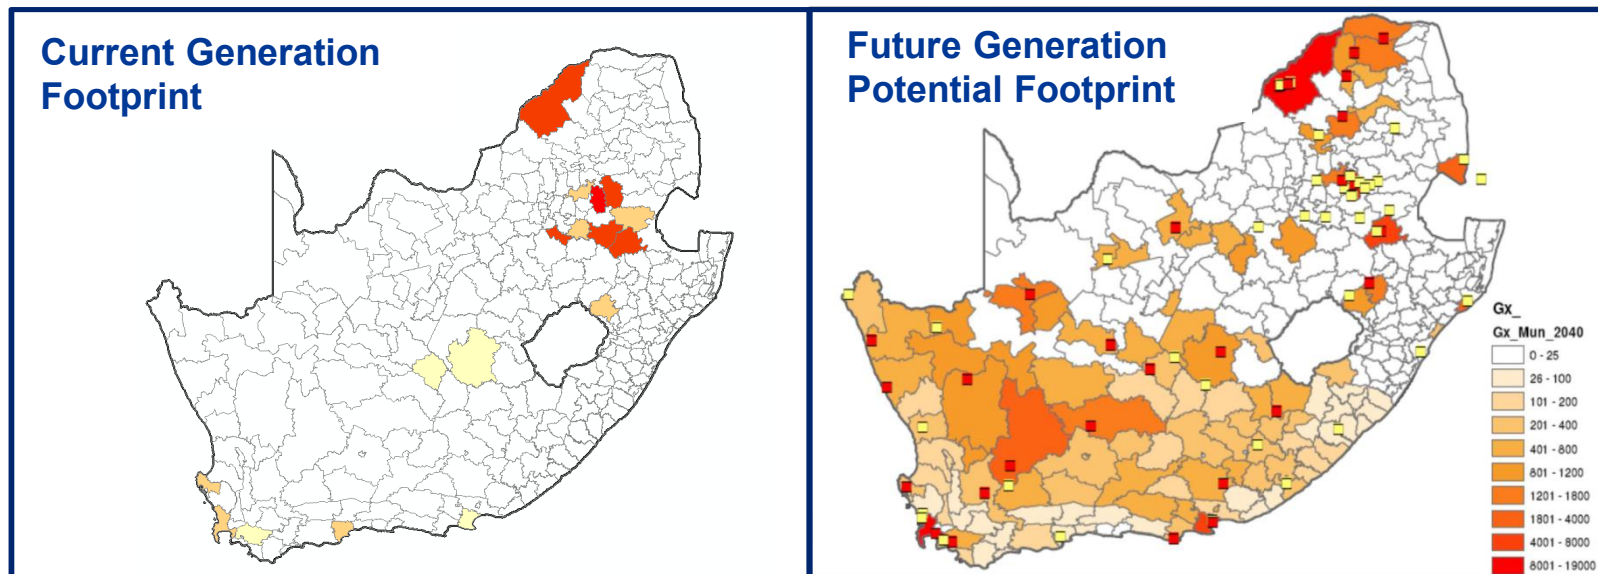 Current Generation
Footprint
Future Generation
Potential Footprint
Gx_
Gx_Mun_2040
0 - 25
26 - 100
101 - 200
201 - 400
401 - 800
801 - 1200
1201 - 1800
1801 - 4000
4001 - 8000
8001 - 19000